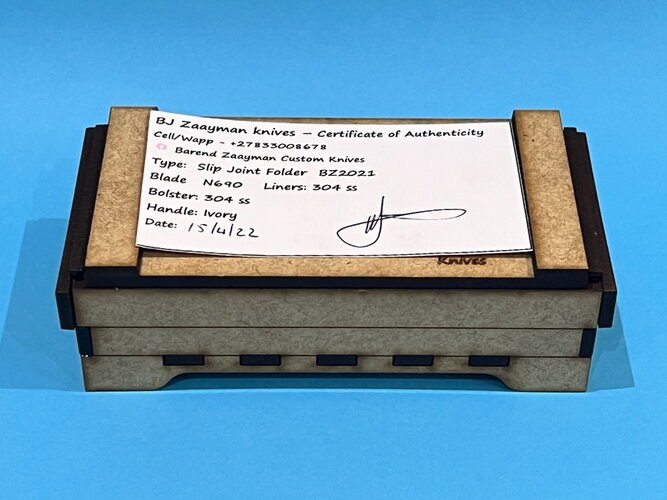 BJ Zaayman knives – Certificate of Authenticity
Cell/Wapp - +27833008678
Barend Zaayman Custom Knives
Type: Slip Joint Folder BZ2021
Blade N690 Liners: 304 ss
Bolster: 304 ss
Handle: Ivory
Date: 15/4/22
Knives